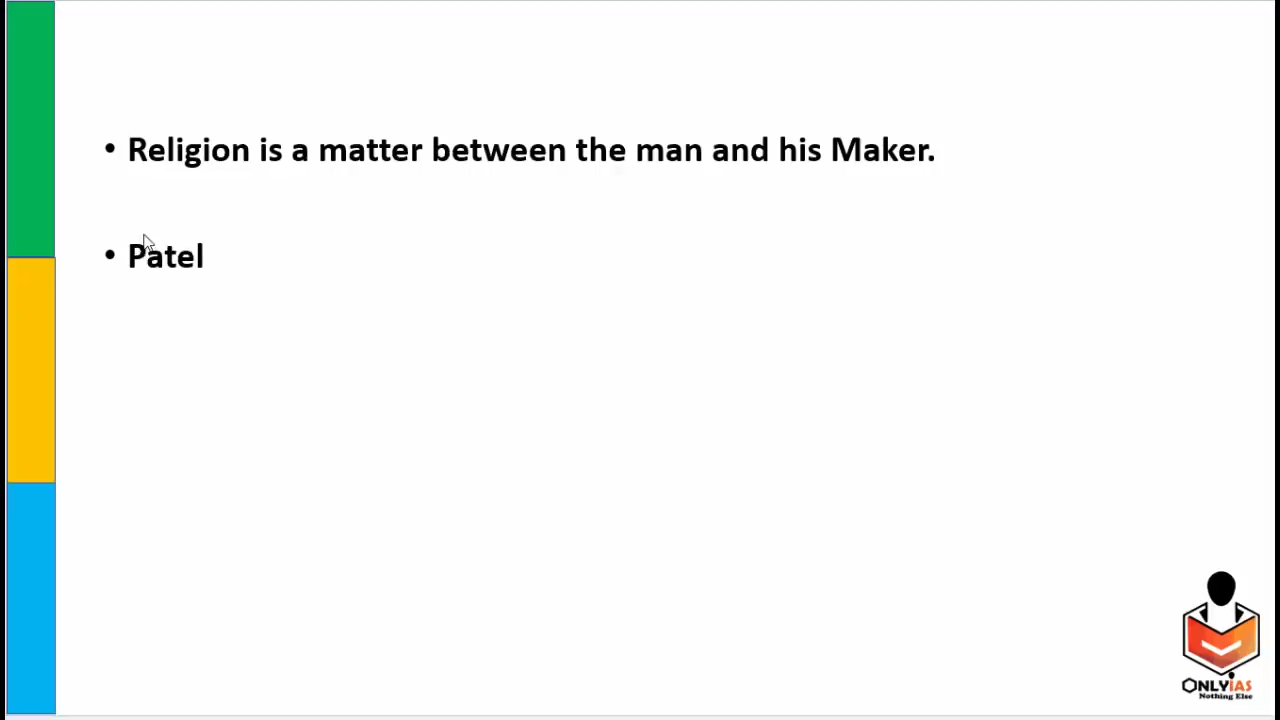 • Religion is a matter between the man and his Maker.
• Patel
ONLYIAS
Nothing Else